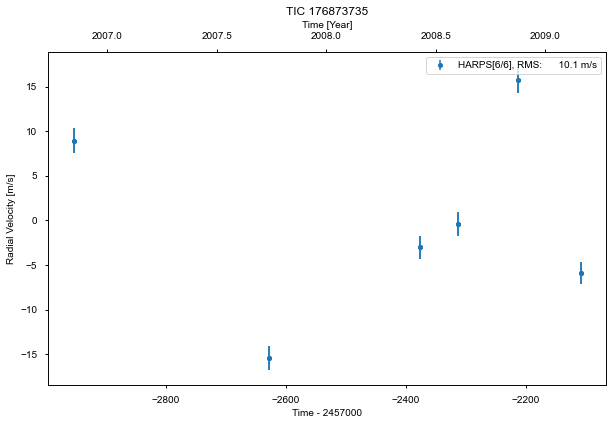 TIC 176873735
Time [Year]
2007.0 2007.5 2008.0 2008.5 2009.0
HARPS[6/6], RMS: 10.1 m/s
Radial Velocity [m/s]
15
10
5
0
−5
−10
−15
−2800 −2600 −2400 −2200
Time - 2457000